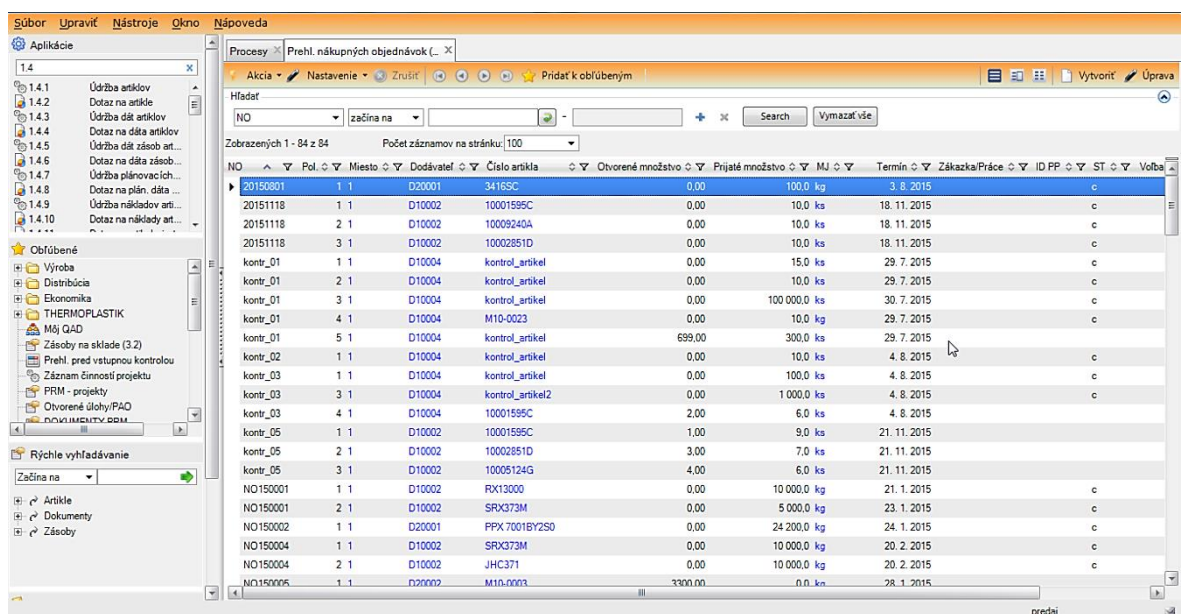 Súbor Upraviť Nástroje Okno Nápoveda
Aplikácie
1.4
1.4.1 Údržba artiklov
1.4.2 Dotaz na artikle
1.4.3 Údržba dát artiklov
1.4.4 Dotaz na dáta artiklov
1.4.5 Údržba dát zásob art...
1.4.6 Dotaz na dáta zásob...
1.4.7 Údržba plánovacích...
1.4.8 Dotaz na plán. dáta ...
1.4.9 Údržba nákladov arti...
1.4.10 Dotaz na náklady art...
Obľúbené
Výroba
Distribúcia
Ekonomika
THERMOPLASTIK
Môj QAD
Zásoby na sklade (3.2)
Prehl. pred vstupnou kontrolou
Záznam činností projektu
PRM - projekty
Otvorené úlohy/PAO
DOKUMENTY PRM
Rýchle vyhľadávanie
Začína na
Artikle
Dokumenty
Zásoby
Procesy Prehl. nákupných objednávok (...
Akcia Nastavenie Zrušiť Pridať k obľúbeným Vytvoriť Úprava
Hľadať
NO začína na - Search Vymazať vše
Zobrazených 1 - 84 z 84 Počet záznamov na stránku: 100
NO Pol. Miesto Dodávateľ Číslo artikla Otvorené množstvo Prijaté množstvo MJ Termín Zákazka/Práce ID PP ST Voľba
20150801 1 1 D20001 3416SC 0,00 100,0 kg 3. 8. 2015 c
20151118 1 1 D10002 10001595C 0,00 10,0 ks 18. 11. 2015 c
20151118 2 1 D10002 10009240A 0,00 10,0 ks 18. 11. 2015 c
20151118 3 1 D10002 10002851D 0,00 10,0 ks 18. 11. 2015 c
kontr_01 1 1 D10004 kontrol_artikel 0,00 15,0 ks 29. 7. 2015 c
kontr_01 2 1 D10004 kontrol_artikel 0,00 10,0 ks 29. 7. 2015 c
kontr_01 3 1 D10004 kontrol_artikel 0,00 100 000,0 ks 30. 7. 2015 c
kontr_01 4 1 D10004 M10-0023 0,00 10,0 kg 29. 7. 2015 c
kontr_01 5 1 D10004 kontrol_artikel 699,00 300,0 ks 29. 7. 2015
kontr_02 1 1 D10004 kontrol_artikel 0,00 10,0 ks 4. 8. 2015 c
kontr_03 1 1 D10004 kontrol_artikel 0,00 100,0 ks 4. 8. 2015 c
kontr_03 3 1 D10004 kontrol_artikel2 0,00 1 000,0 ks 4. 8. 2015 c
kontr_03 4 1 D10004 10001595C 2,00 6,0 ks 4. 8. 2015
kontr_05 1 1 D10002 10001595C 1,00 9,0 ks 21. 11. 2015
kontr_05 2 1 D10002 10002851D 3,00 7,0 ks 21. 11. 2015
kontr_05 3 1 D10002 10005124G 4,00 6,0 ks 21. 11. 2015
NO150001 1 1 D10002 RX13000 0,00 10 000,0 kg 21. 1. 2015 c
NO150001 2 1 D10002 SRX373M 0,00 5 000,0 kg 23. 1. 2015 c
NO150002 1 1 D20001 PPX 7001BY2S0 0,00 24 200,0 kg 24. 1. 2015 c
NO150004 1 1 D10002 SRX373M 0,00 10 000,0 kg 20. 2. 2015 c
NO150004 2 1 D10002 JHC371 0,00 10 000,0 kg 20. 2. 2015 c
NO150005 1 1 D20002 M10-0003 3300,00 0,0 kg 28. 1. 2015
predaj